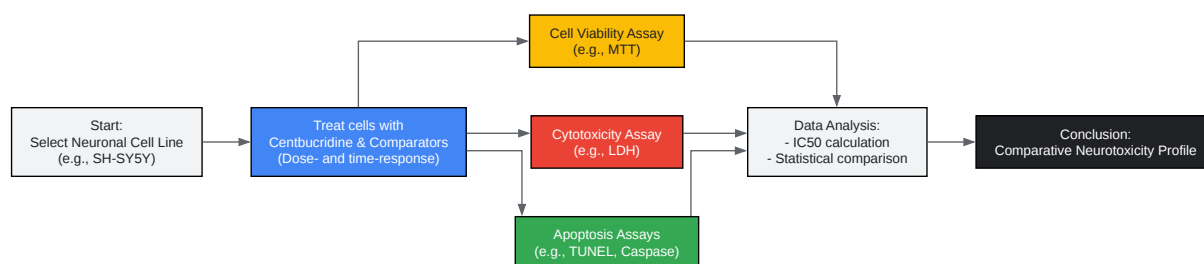 Start:
Select Neuronal Cell Line
(e.g., SH-SY5Y)
Treat cells with
Centbucridine & Comparators
(Dose- and time-response)
Cell Viability Assay
(e.g., MTT)
Cytotoxicity Assay
(e.g., LDH)
Apoptosis Assays
(e.g., TUNEL, Caspase)
Data Analysis:
- IC50 calculation
- Statistical comparison
Conclusion:
Comparative Neurotoxicity Profile